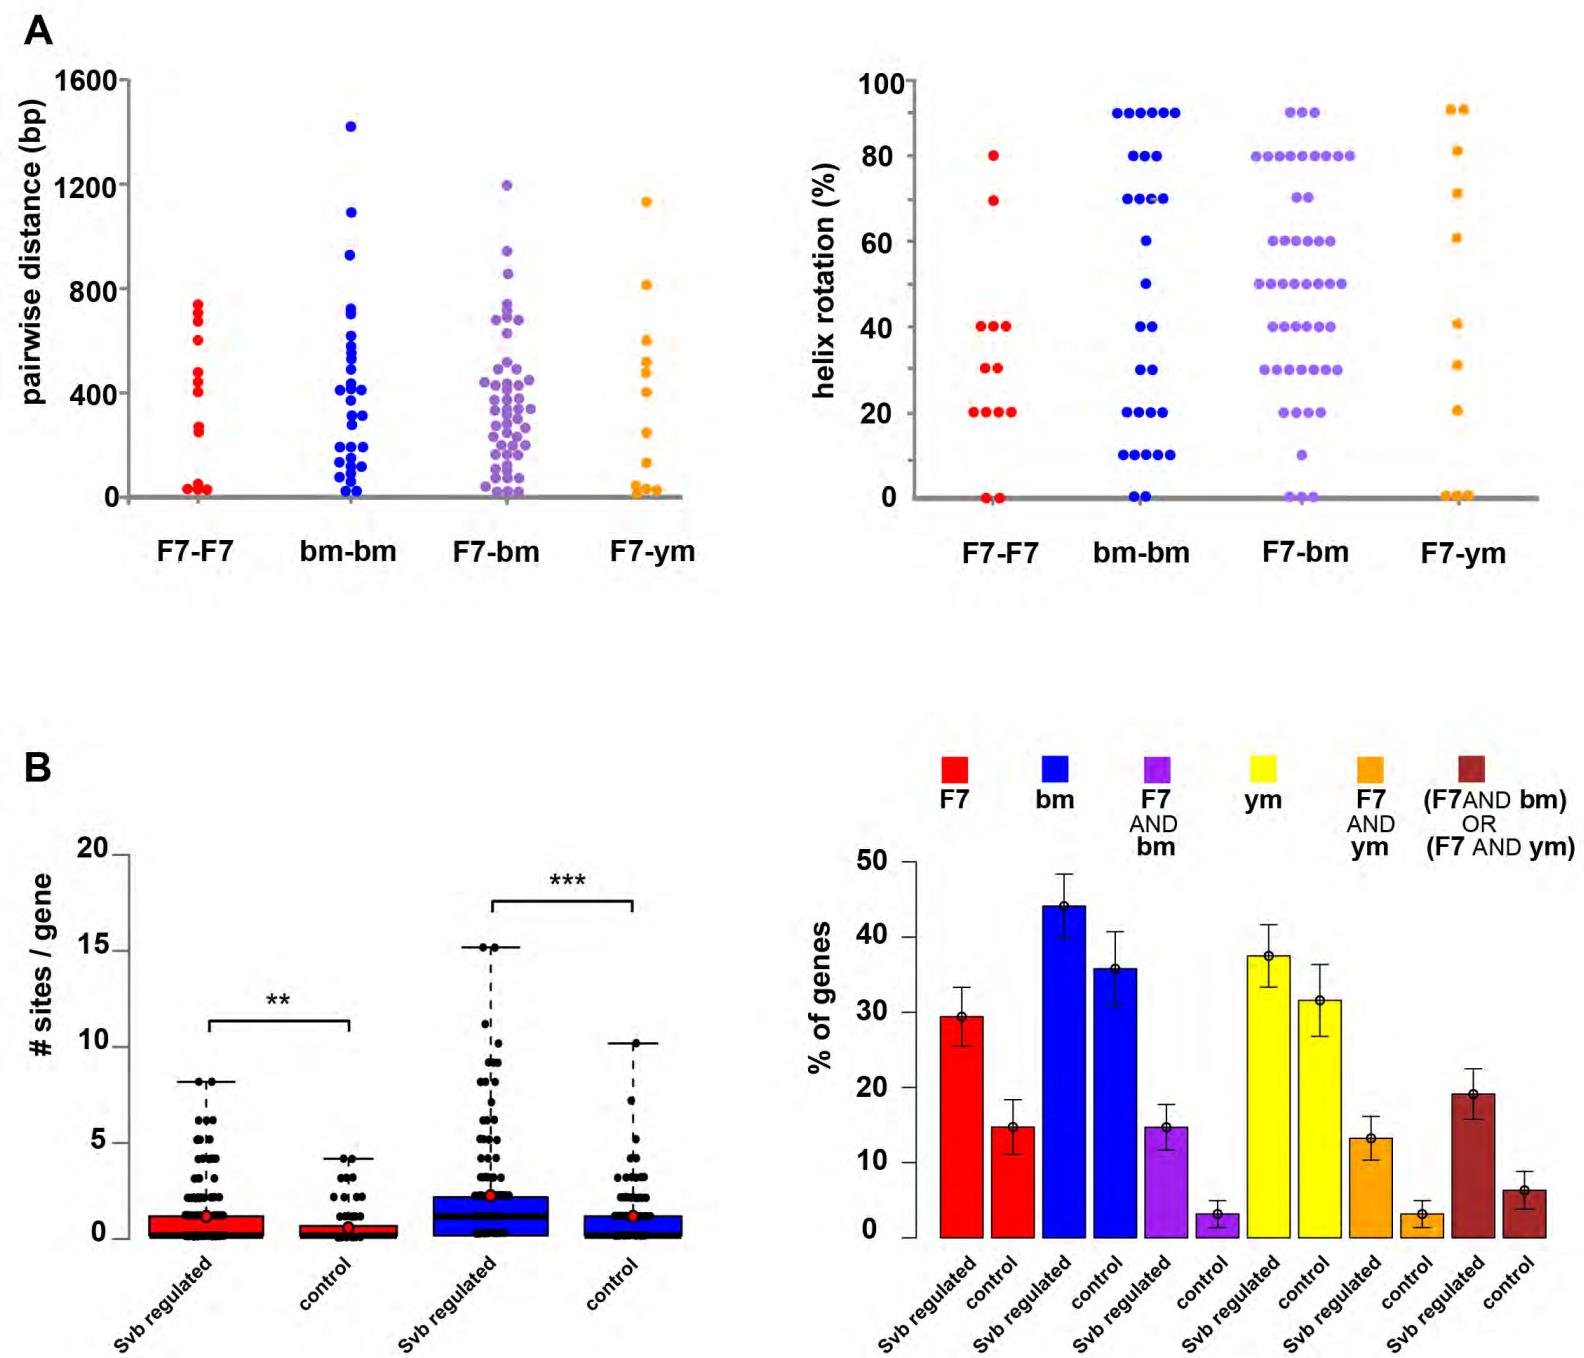 A
pairwise distance (bp)
1600
1200
800
400
0
F7-F7 bm-bm F7-bm F7-ym
helix rotation (%)
100
80
60
40
20
0
F7-F7 bm-bm F7-bm F7-ym
B
# sites / gene
20
15
10
5
0
**
***
Svb regulated
control
Svb regulated
control
F7
bm
F7
AND
bm
ym
F7
AND
ym
(F7AND bm)
OR
(F7 AND ym)
% of genes
50
40
30
20
10
0
Svb regulated
control
Svb regulated
control
Svb regulated
control
Svb regulated
control
Svb regulated
control
Svb regulated
control